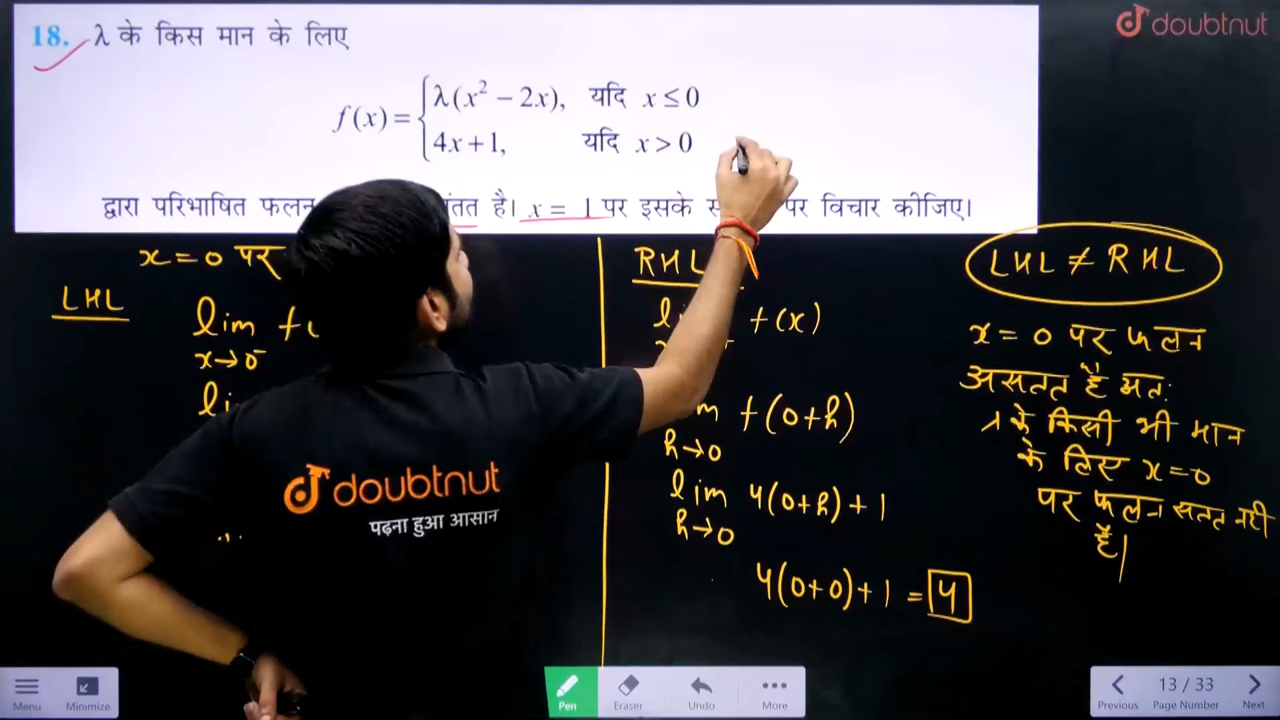 doubtnut
18. λ के किस मान के लिए
f(x) = { λ(x² − 2x), यदि x ≤ 0
4x + 1, यदि x > 0
द्वारा परिभाषित फलन है। x = 1 पर इसके पर विचार कीजिए।
x = 0 पर
LHL
lim
x→0⁻
RHL
f(x)
f(0+h)
h→0
lim 4(0+h)+1
h→0
4(0+0)+1 = 4
LHL ≠ RHL
x = 0 पर फलन
असतत है अतः
λ के किसी भी मान
के लिए x = 0
पर फलन सतत नही
है।
doubtnut
पढ़ना हुआ आसान
Menu
Minimize
Pen
Eraser
Undo
More
Previous
13 / 33
Page Number
Next